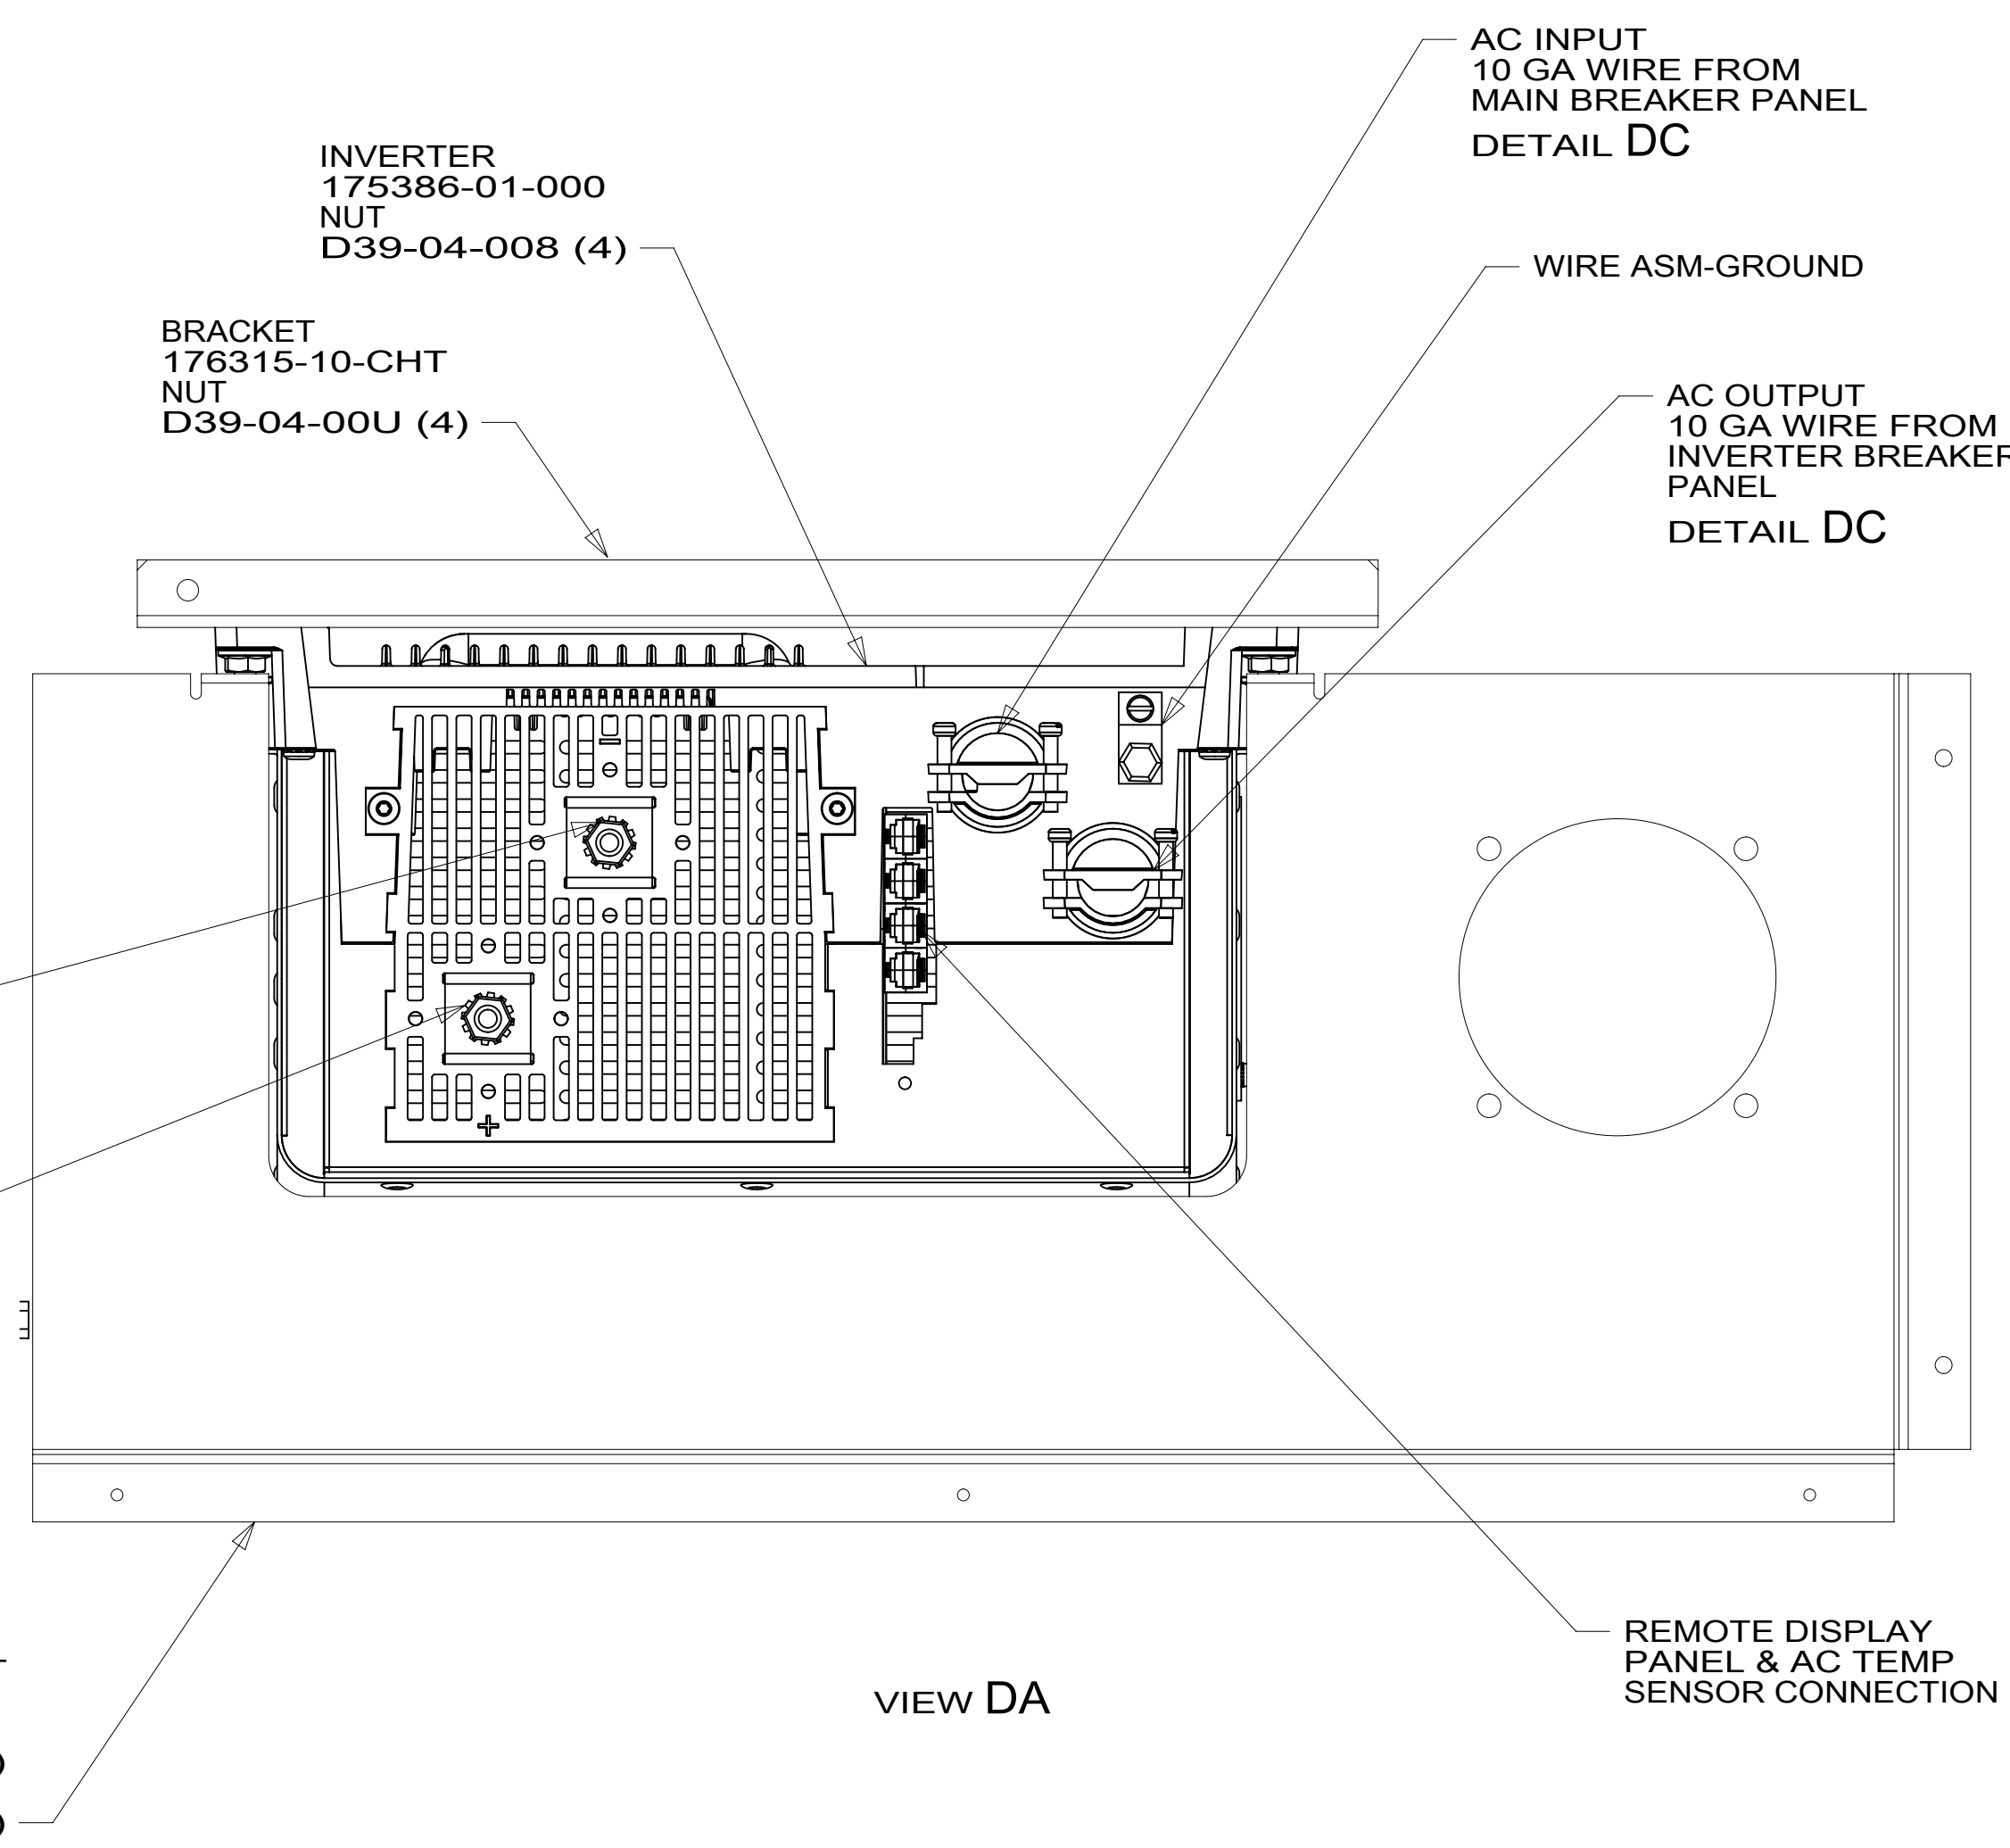 AC INPUT
10 GA WIRE FROM
MAIN BREAKER PANEL
DETAIL DC
INVERTER
175386-01-000
NUT
D39-04-008 (4)
WIRE ASM-GROUND
BRACKET
176315-10-CHT
NUT
D39-04-00U (4)
AC OUTPUT
10 GA WIRE FROM
INVERTER BREAKER
PANEL
DETAIL DC
REMOTE DISPLAY
PANEL & AC TEMP
SENSOR CONNECTION
VIEW DA